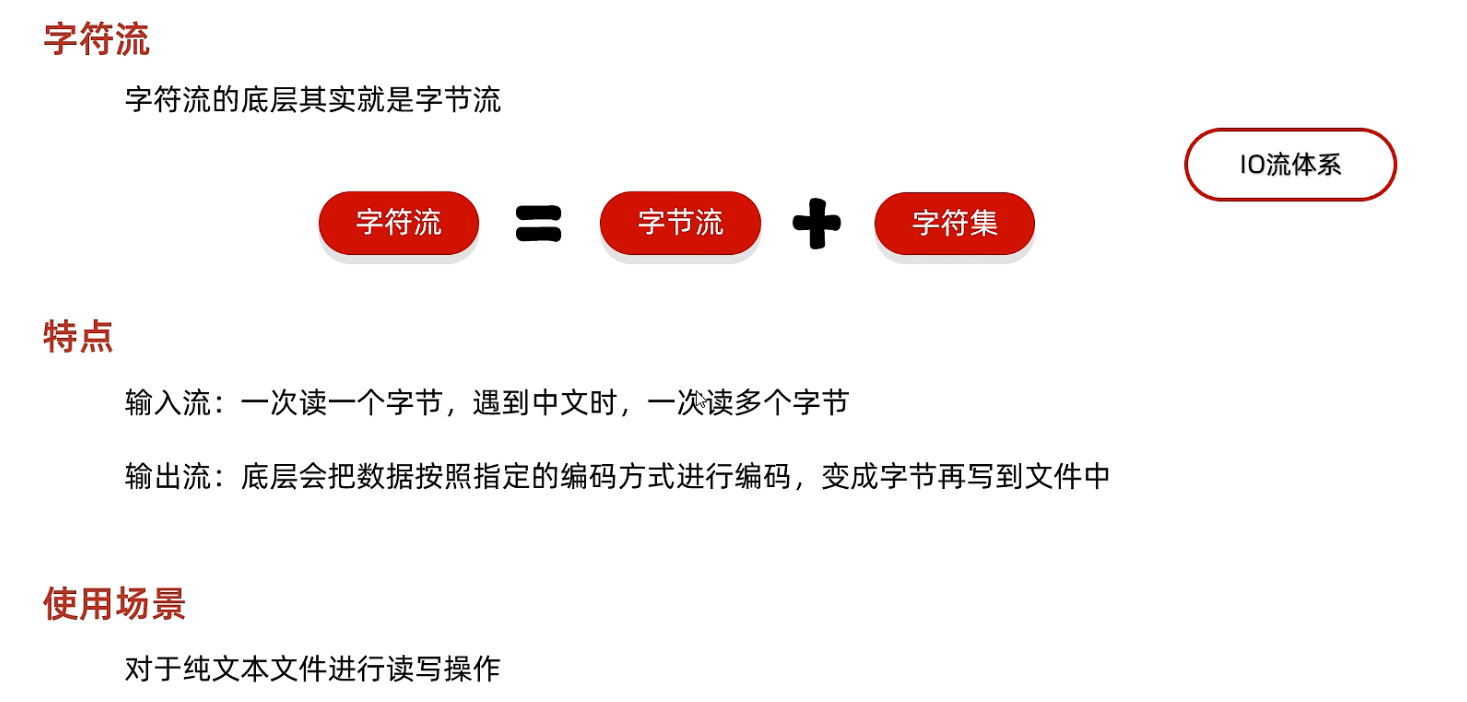 字符流
字符流的底层其实就是字节流
IO流体系
字符流 = 字节流 + 字符集
特点
输入流：一次读一个字节，遇到中文时，一次读多个字节
输出流：底层会把数据按照指定的编码方式进行编码，变成字节再写到文件中
使用场景
对于纯文本文件进行读写操作